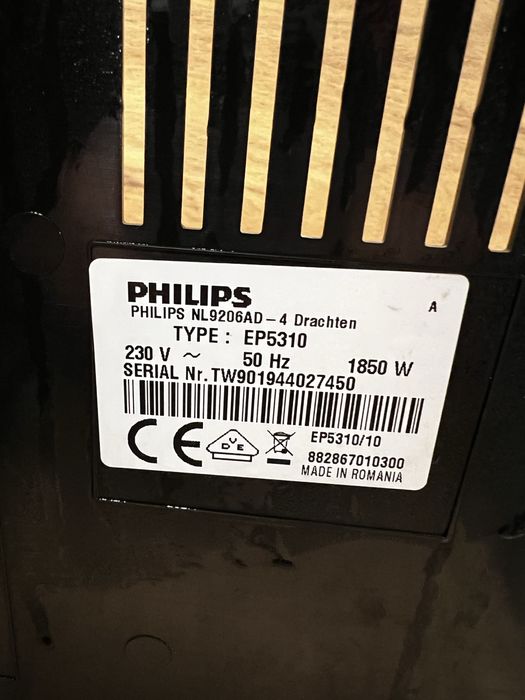 PHILIPS
A
PHILIPS NL9206AD – 4 Drachten
TYPE : EP5310
230 V ~ 50 Hz 1850 W
SERIAL Nr. TW901944027450
CE DVE EP5310/10
882867010300
MADE IN ROMANIA